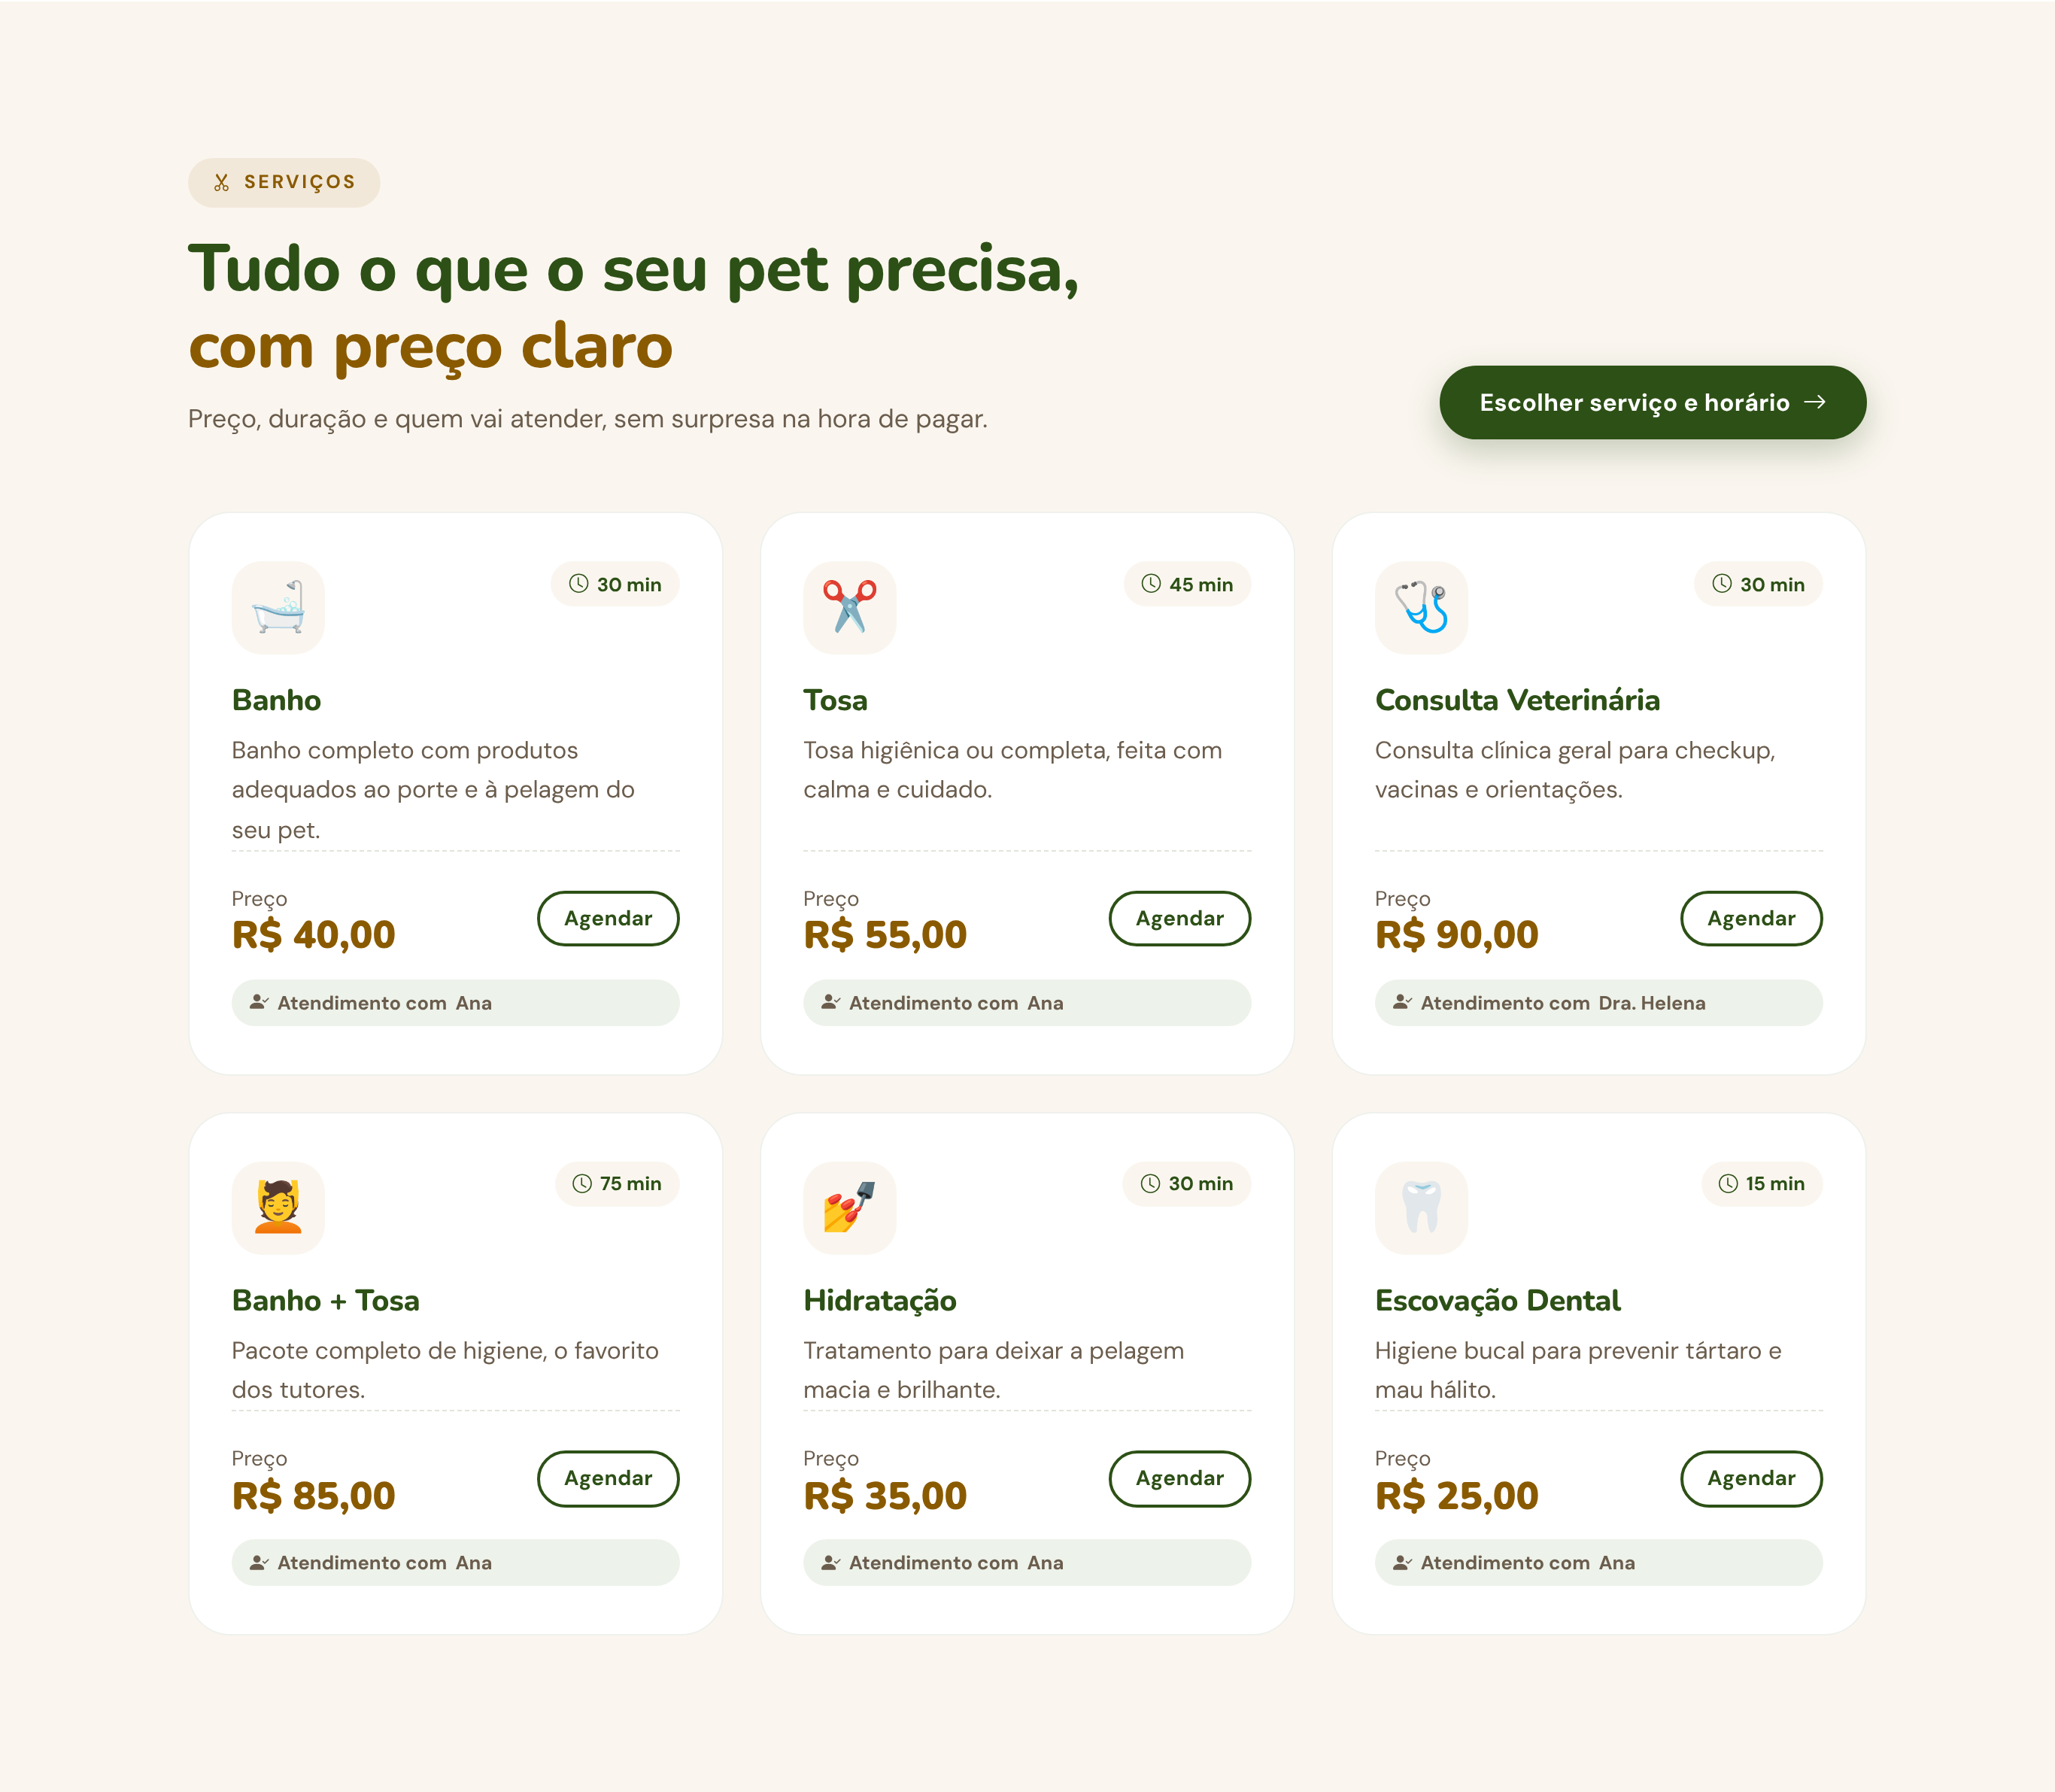 SERVIÇOS
Tudo o que o seu pet precisa,
com preço claro
Preço, duração e quem vai atender, sem surpresa na hora de pagar.
Escolher serviço e horário
30 min
Banho
Banho completo com produtos
adequados ao porte e à pelagem do
seu pet.
Preço
R$ 40,00
Agendar
Atendimento com Ana
45 min
Tosa
Tosa higiênica ou completa, feita com
calma e cuidado.
Preço
R$ 55,00
Agendar
Atendimento com Ana
30 min
Consulta Veterinária
Consulta clínica geral para checkup,
vacinas e orientações.
Preço
R$ 90,00
Agendar
Atendimento com Dra. Helena
75 min
Banho + Tosa
Pacote completo de higiene, o favorito
dos tutores.
Preço
R$ 85,00
Agendar
Atendimento com Ana
30 min
Hidratação
Tratamento para deixar a pelagem
macia e brilhante.
Preço
R$ 35,00
Agendar
Atendimento com Ana
15 min
Escovação Dental
Higiene bucal para prevenir tártaro e
mau hálito.
Preço
R$ 25,00
Agendar
Atendimento com Ana